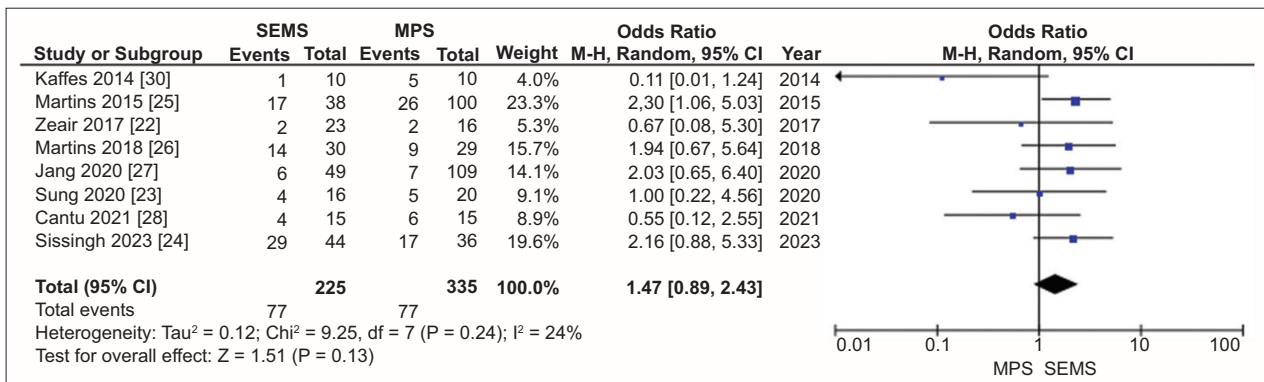 SEMS MPS Odds Ratio Odds Ratio
Study or Subgroup Events Total Events Total Weight M-H, Random, 95% CI Year M-H, Random, 95% CI
Kaffes 2014 [30] 1 10 5 10 4.0% 0.11 [0.01, 1.24] 2014
Martins 2015 [25] 17 38 26 100 23.3% 2,30 [1.06, 5.03] 2015
Zeair 2017 [22] 2 23 2 16 5.3% 0.67 [0.08, 5.30] 2017
Martins 2018 [26] 14 30 9 29 15.7% 1.94 [0.67, 5.64] 2018
Jang 2020 [27] 6 49 7 109 14.1% 2.03 [0.65, 6.40] 2020
Sung 2020 [23] 4 16 5 20 9.1% 1.00 [0.22, 4.56] 2020
Cantu 2021 [28] 4 15 6 15 8.9% 0.55 [0.12, 2.55] 2021
Sissingh 2023 [24] 29 44 17 36 19.6% 2.16 [0.88, 5.33] 2023
Total (95% CI) 225 335 100.0% 1.47 [0.89, 2.43]
Total events 77 77
Heterogeneity: Tau² = 0.12; Chi² = 9.25, df = 7 (P = 0.24); I² = 24%
Test for overall effect: Z = 1.51 (P = 0.13)
0.01 0.1 1 10 100
MPS SEMS